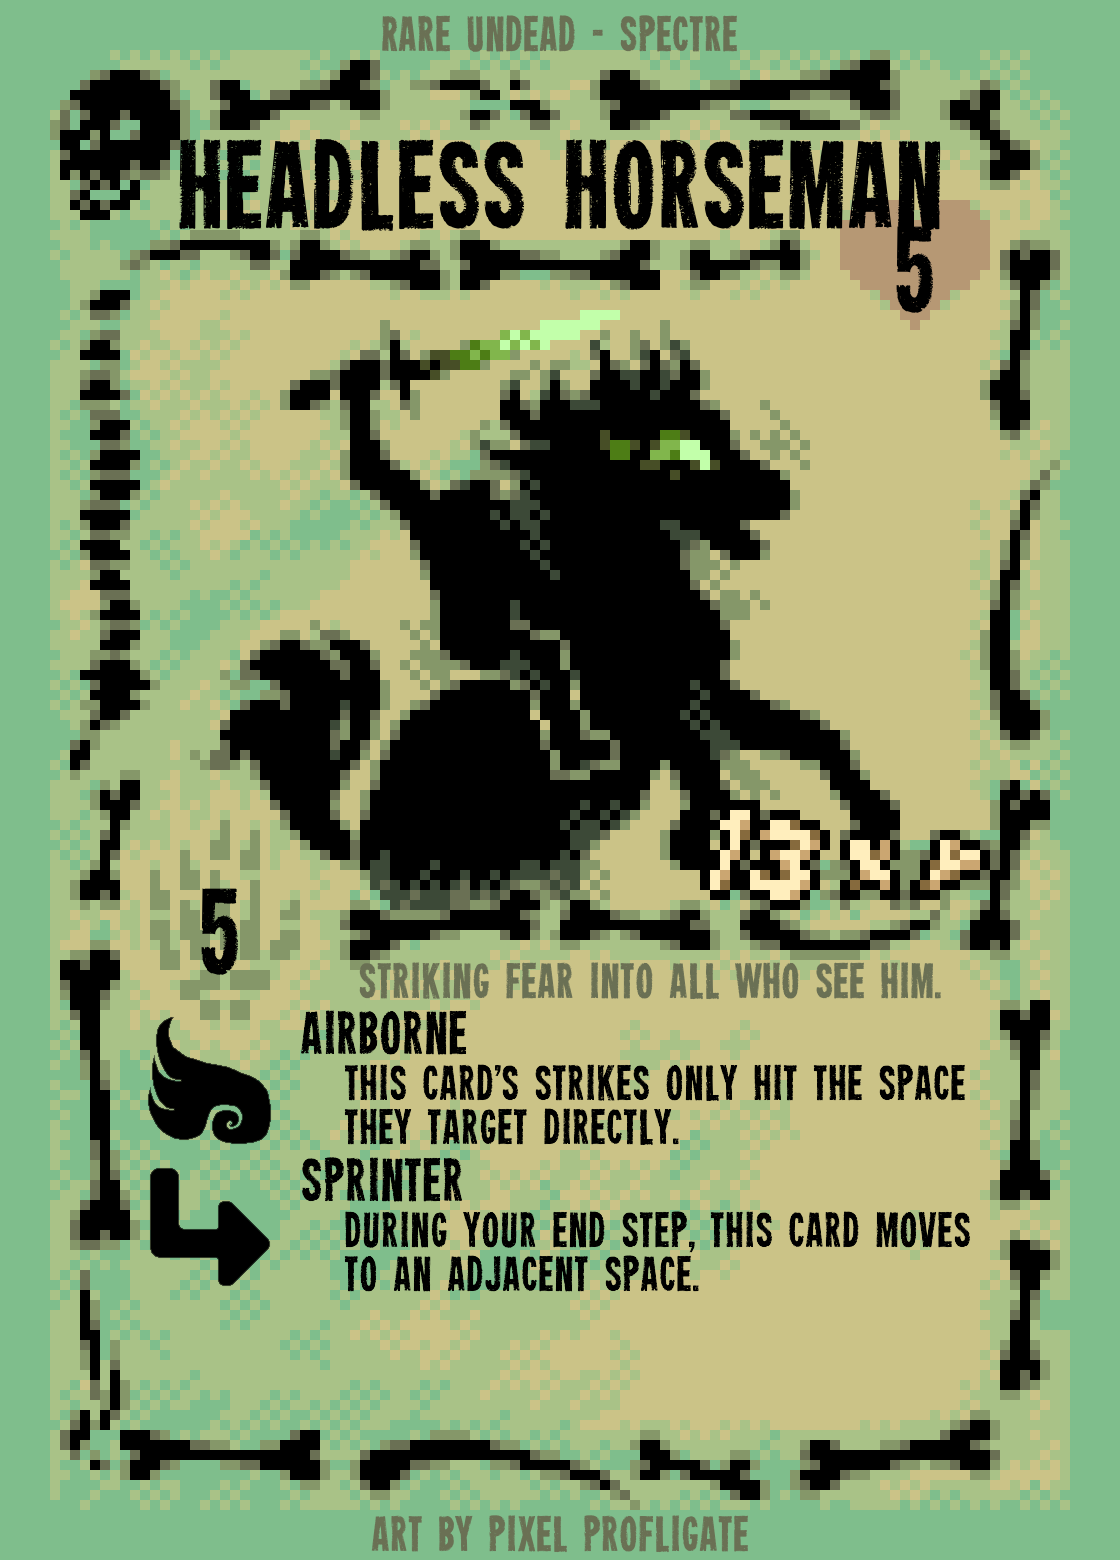 RARE UNDEAD - SPECTRE
HEADLESS HORSEMAN
5
13 XP
5
STRIKING FEAR INTO ALL WHO SEE HIM.
AIRBORNE
THIS CARD'S STRIKES ONLY HIT THE SPACE
THEY TARGET DIRECTLY.
SPRINTER
DURING YOUR END STEP, THIS CARD MOVES
TO AN ADJACENT SPACE.
ART BY PIXEL PROFLIGATE